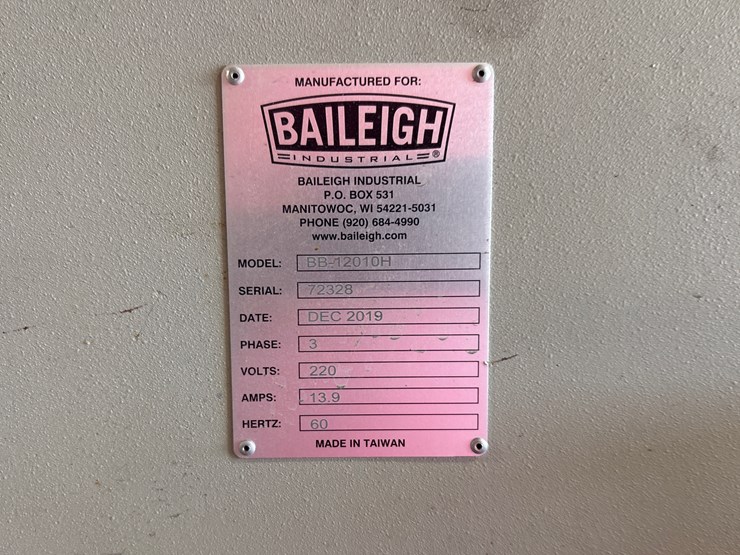 MANUFACTURED FOR:
BAILEIGH
INDUSTRIAL ®
BAILEIGH INDUSTRIAL
P.O. BOX 531
MANITOWOC, WI 54221-5031
PHONE (920) 684-4990
www.baileigh.com
MODEL: BB-12010H
SERIAL: 72328
DATE: DEC 2019
PHASE: 3
VOLTS: 220
AMPS: 13.9
HERTZ: 60
MADE IN TAIWAN